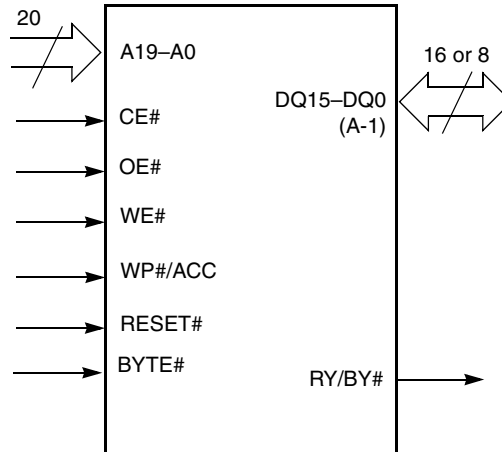 20
A19–A0
16 or 8
DQ15–DQ0
(A-1)
CE#
OE#
WE#
WP#/ACC
RESET#
BYTE#
RY/BY#